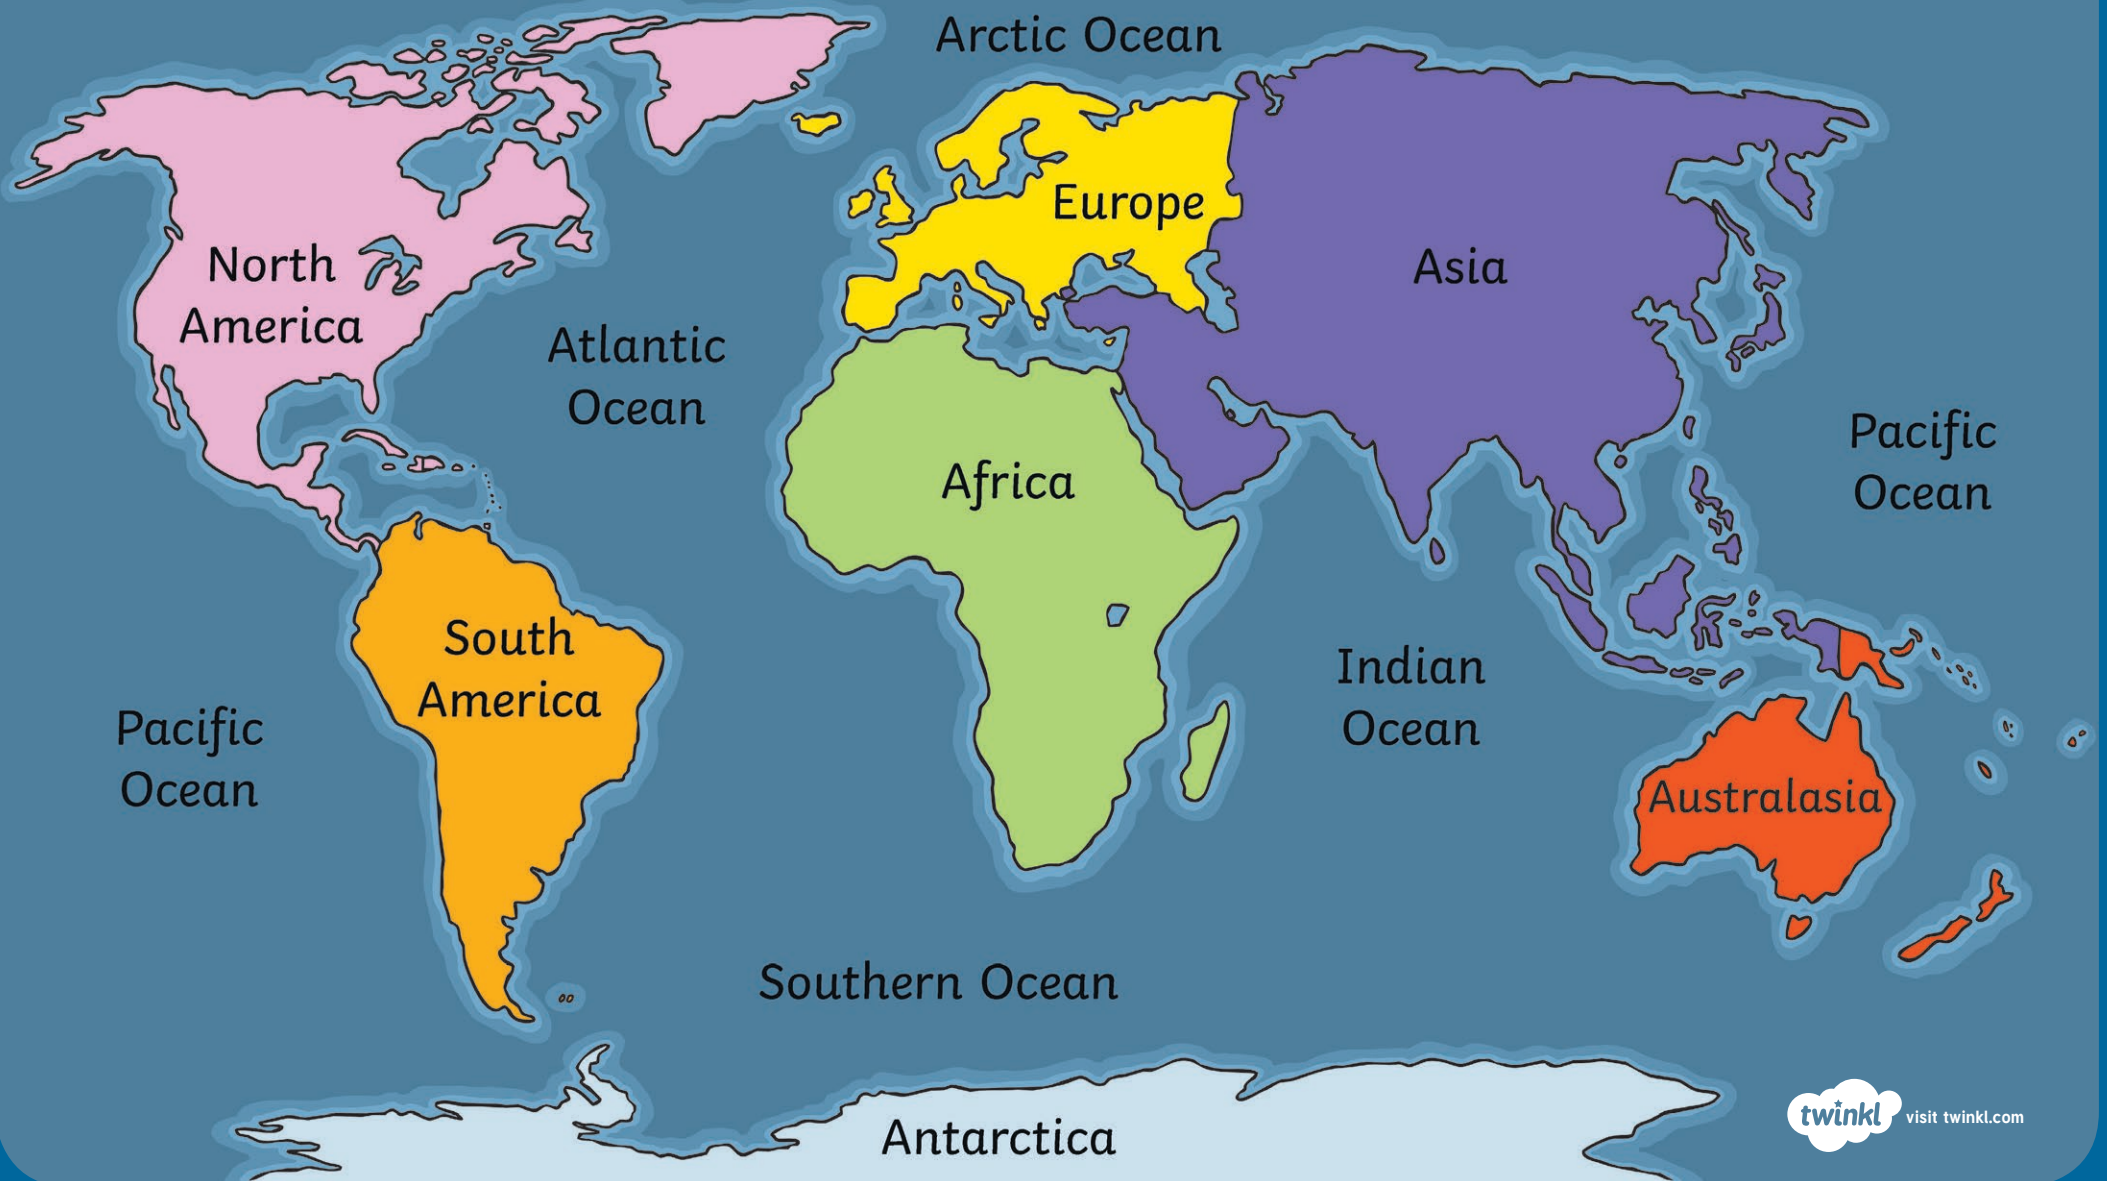 Arctic Ocean
Europe
North
America
Asia
Atlantic
Ocean
Pacific
Ocean
Africa
South
America
Indian
Ocean
Pacific
Ocean
Australasia
Southern Ocean
Antarctica
twinkl
visit twinkl.com